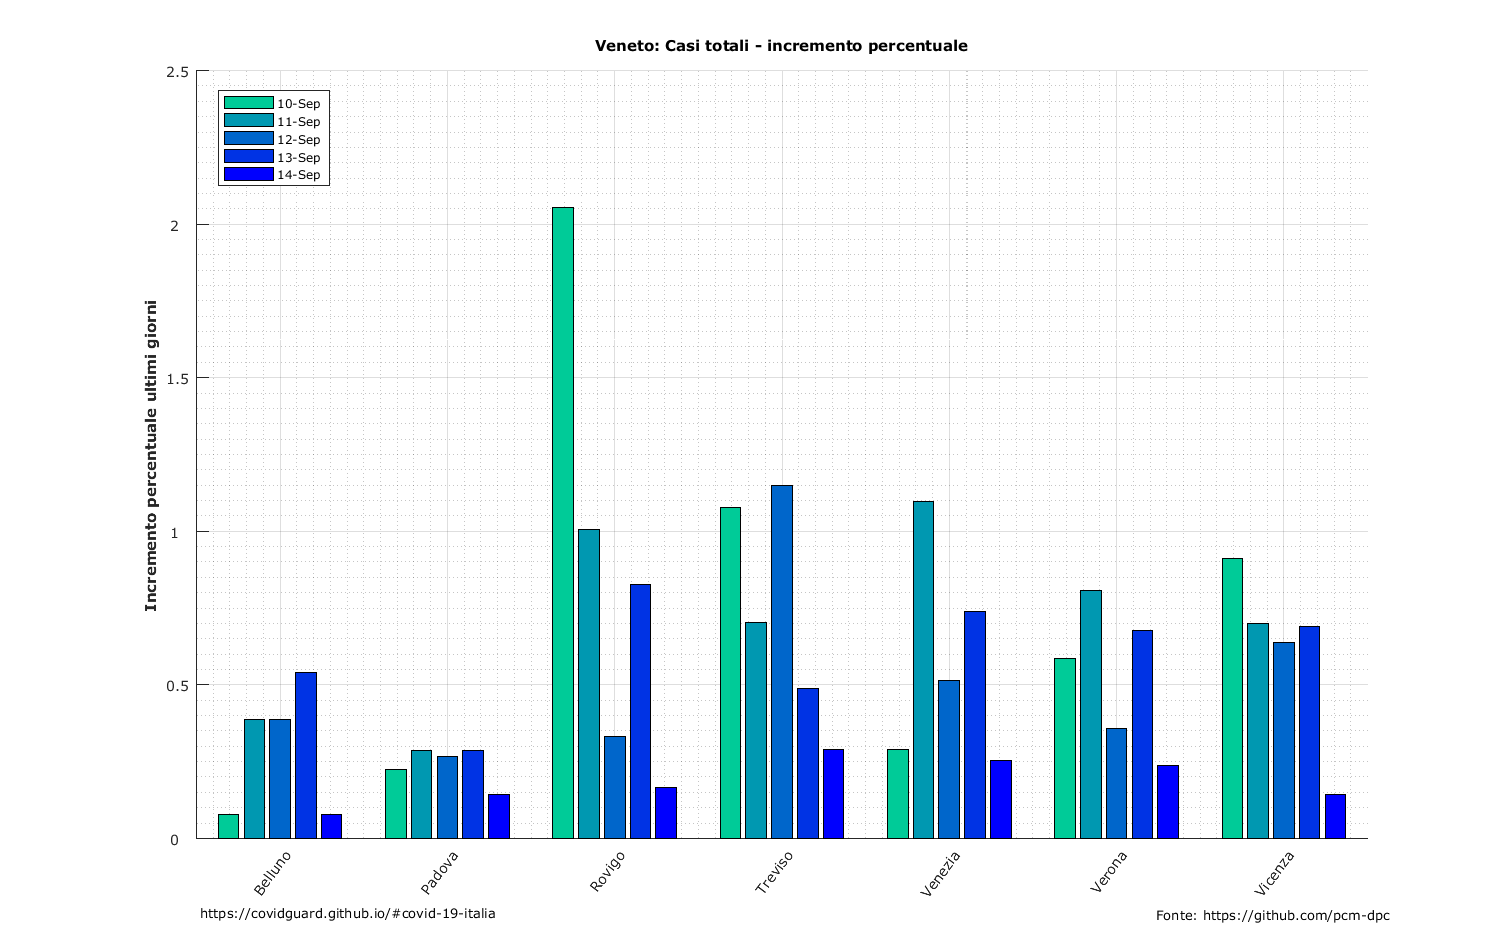 Veneto: Casi totali - incremento percentuale
Incremento percentuale ultimi giorni
2.5
2
1.5
1
0.5
0
10-Sep
11-Sep
12-Sep
13-Sep
14-Sep
Belluno
Padova
Rovigo
Treviso
Venezia
Verona
Vicenza
https://covidguard.github.io/#covid-19-italia
Fonte: https://github.com/pcm-dpc